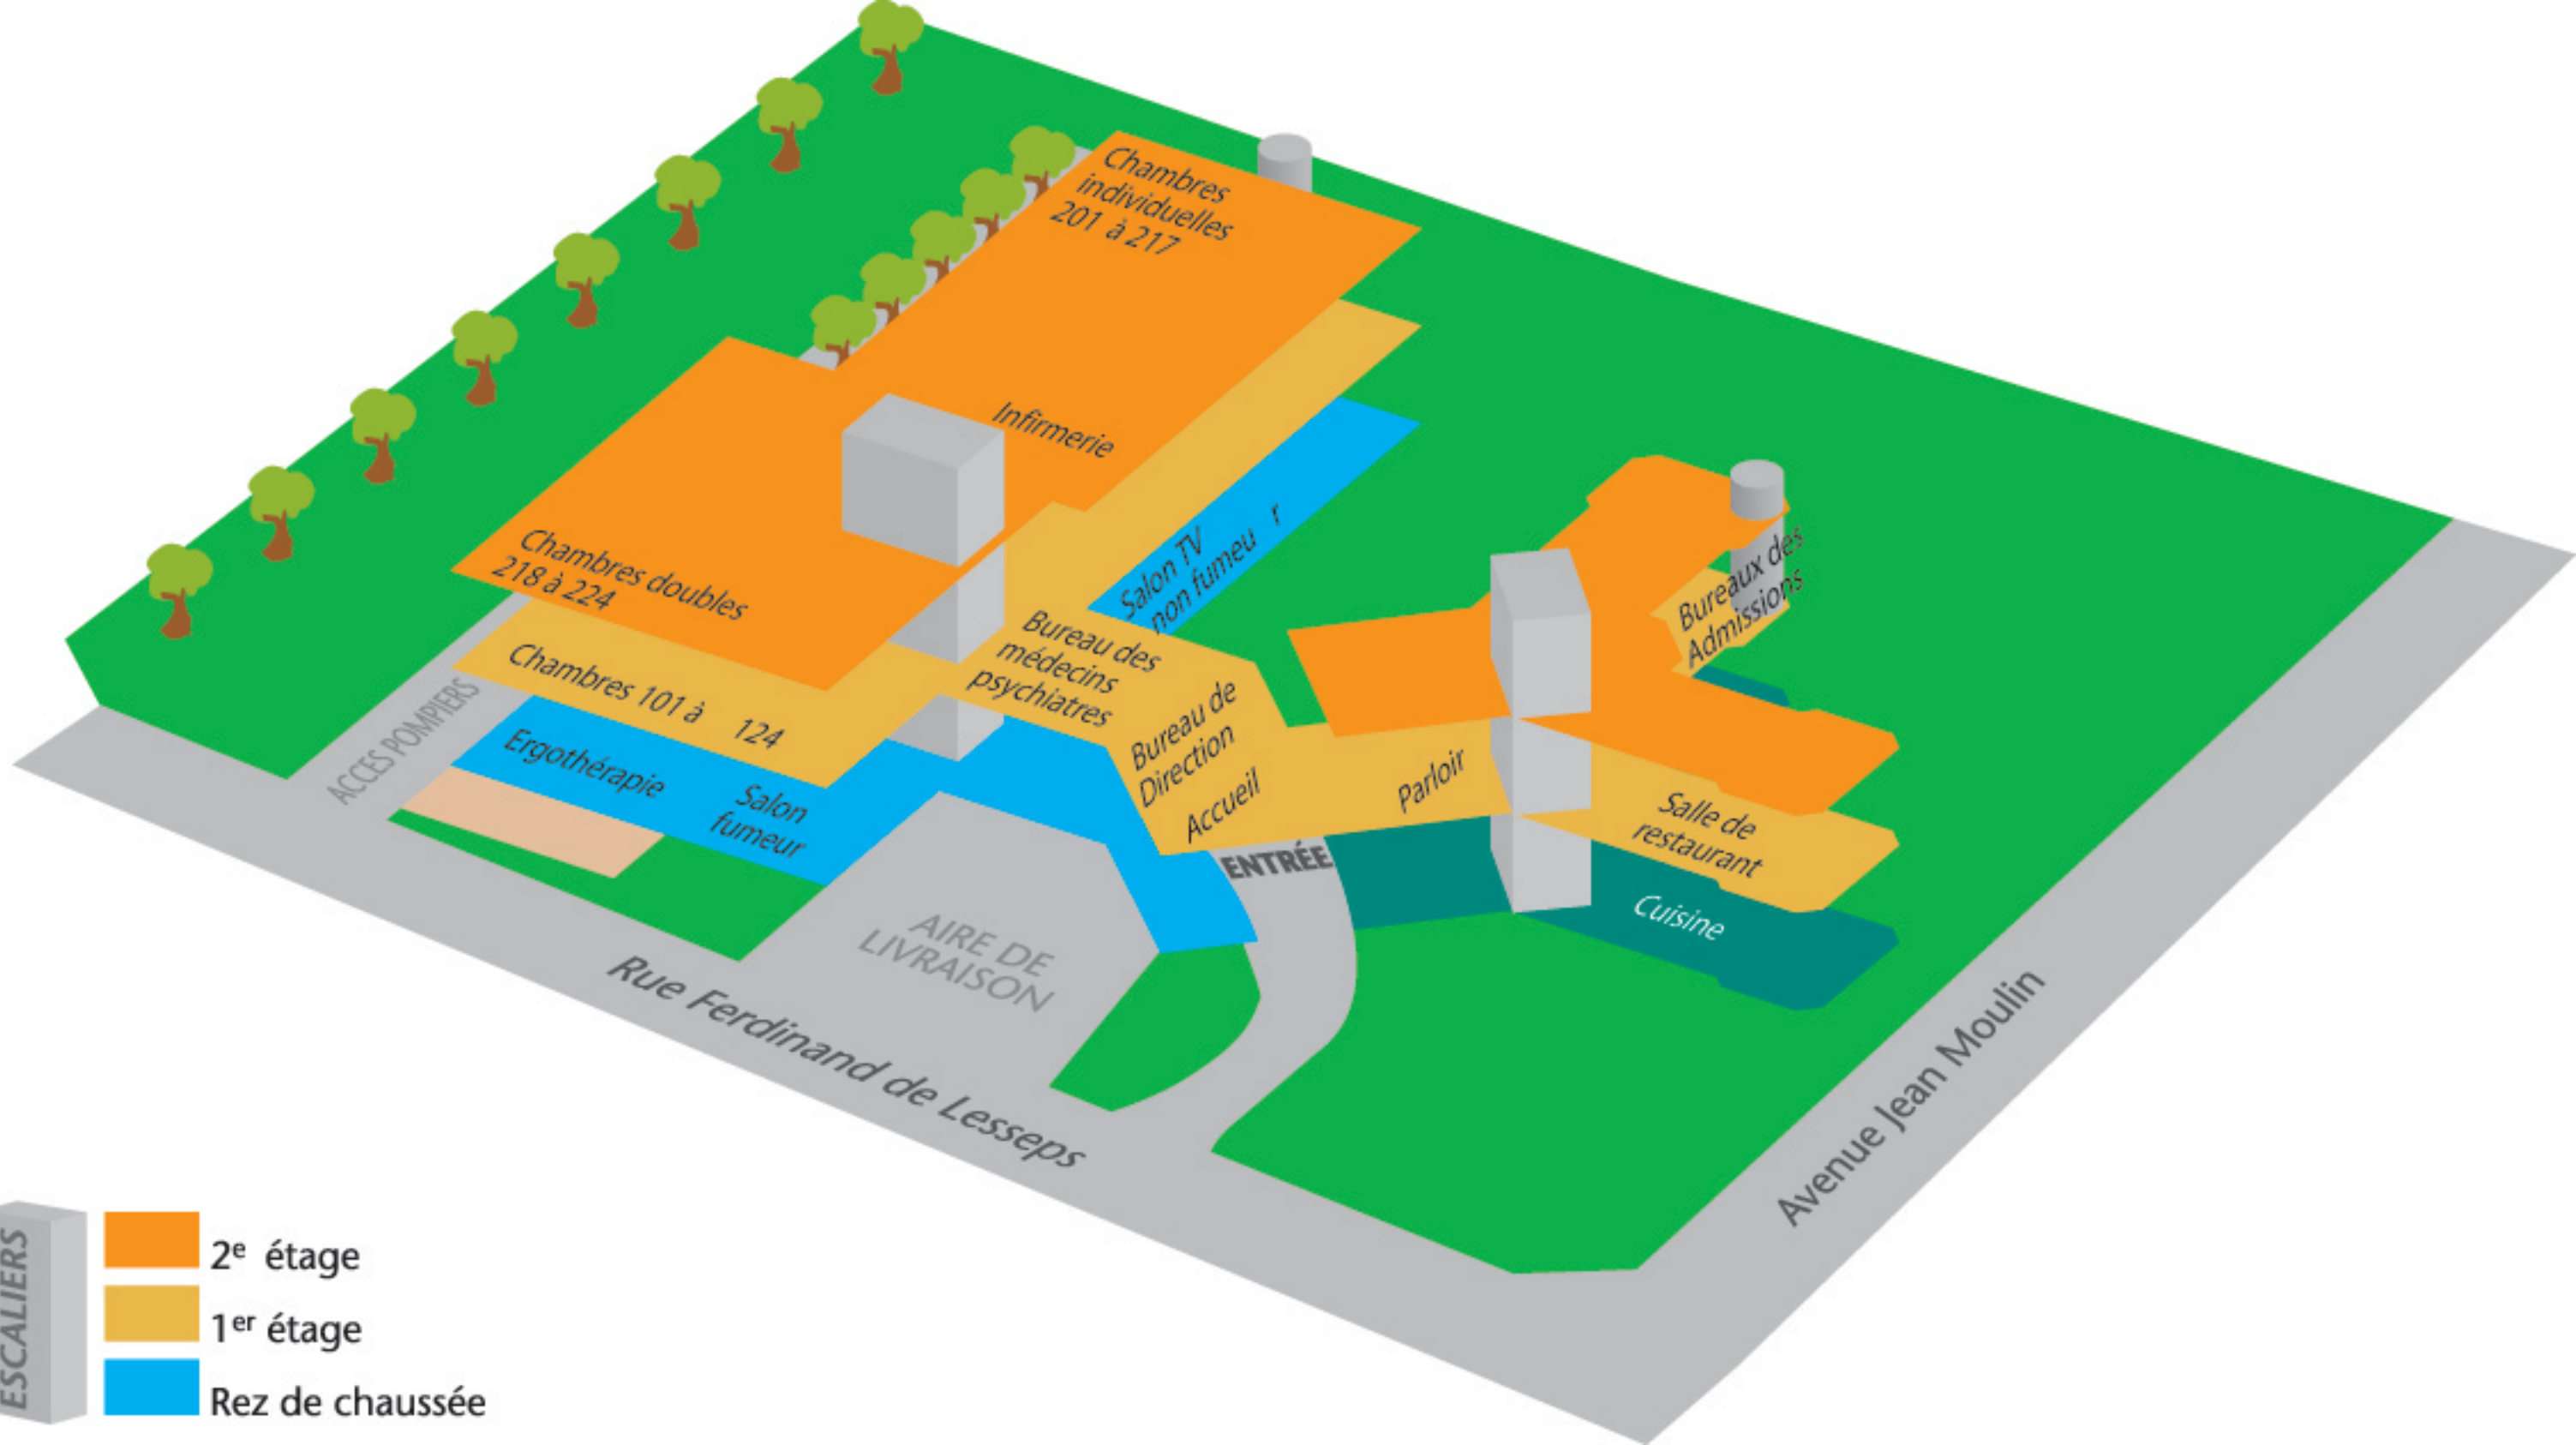 Chambres
individuelles
201 à 217
Infirmerie
Chambres doubles
218 à 224
Salon TV
non fumeu r
Bureaux des
Admissions
Chambres 101 à 124
Bureau des
médecins
psychiatres
Bureau de
Direction
Accueil
Parloir
Salle de
restaurant
ACCES POMPIERS
Ergothérapie
Salon
fumeur
ENTRÉE
Cuisine
AIRE DE
LIVRAISON
Rue Ferdinand de Lesseps
Avenue Jean Moulin
ESCALIERS
2e étage
1er étage
Rez de chaussée